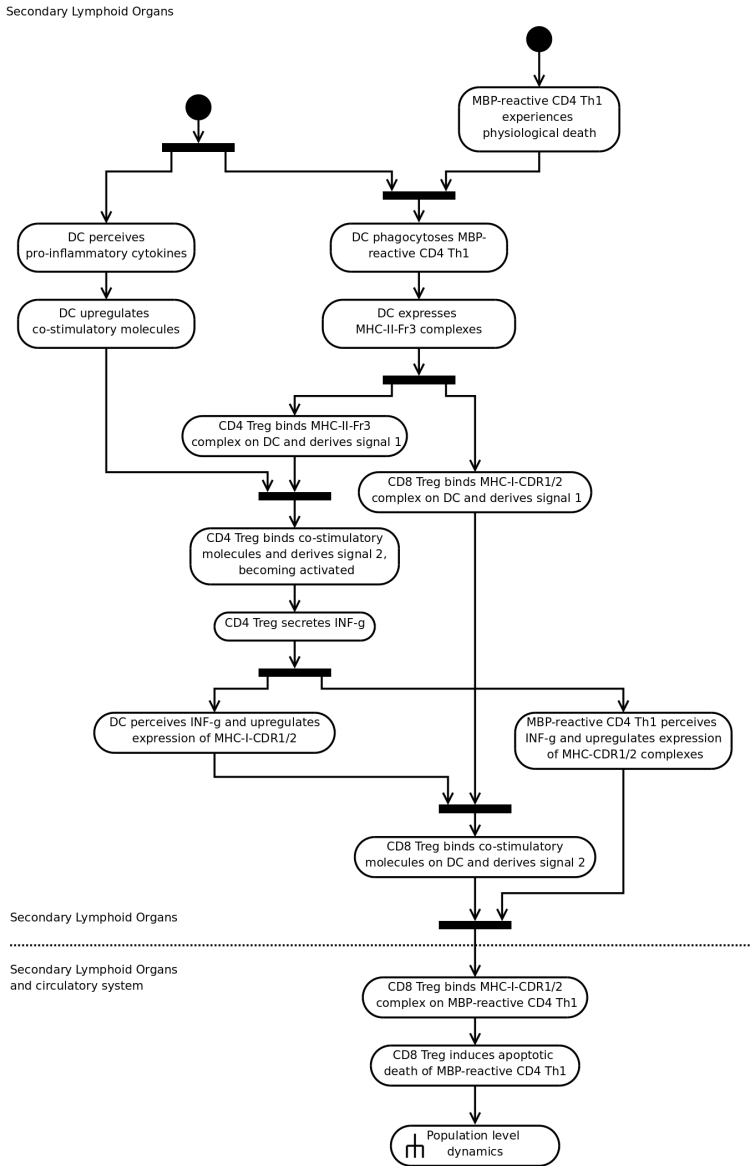 Secondary Lymphoid Organs
MBP-reactive CD4 Th1
experiences
physiological death
DC perceives
pro-inflammatory cytokines
DC phagocytoses MBP-
reactive CD4 Th1
DC upregulates
co-stimulatory molecules
DC expresses
MHC-II-Fr3 complexes
CD4 Treg binds MHC-II-Fr3
complex on DC and derives signal 1
CD8 Treg binds MHC-I-CDR1/2
complex on DC and derives signal 1
CD4 Treg binds co-stimulatory
molecules and derives signal 2,
becoming activated
CD4 Treg secretes INF-g
DC perceives INF-g and upregulates
expression of MHC-I-CDR1/2
MBP-reactive CD4 Th1 perceives
INF-g and upregulates expression
of MHC-CDR1/2 complexes
CD8 Treg binds co-stimulatory
molecules on DC and derives signal 2
Secondary Lymphoid Organs
Secondary Lymphoid Organs
and circulatory system
CD8 Treg binds MHC-I-CDR1/2
complex on MBP-reactive CD4 Th1
CD8 Treg induces apoptotic
death of MBP-reactive CD4 Th1
Population level
dynamics